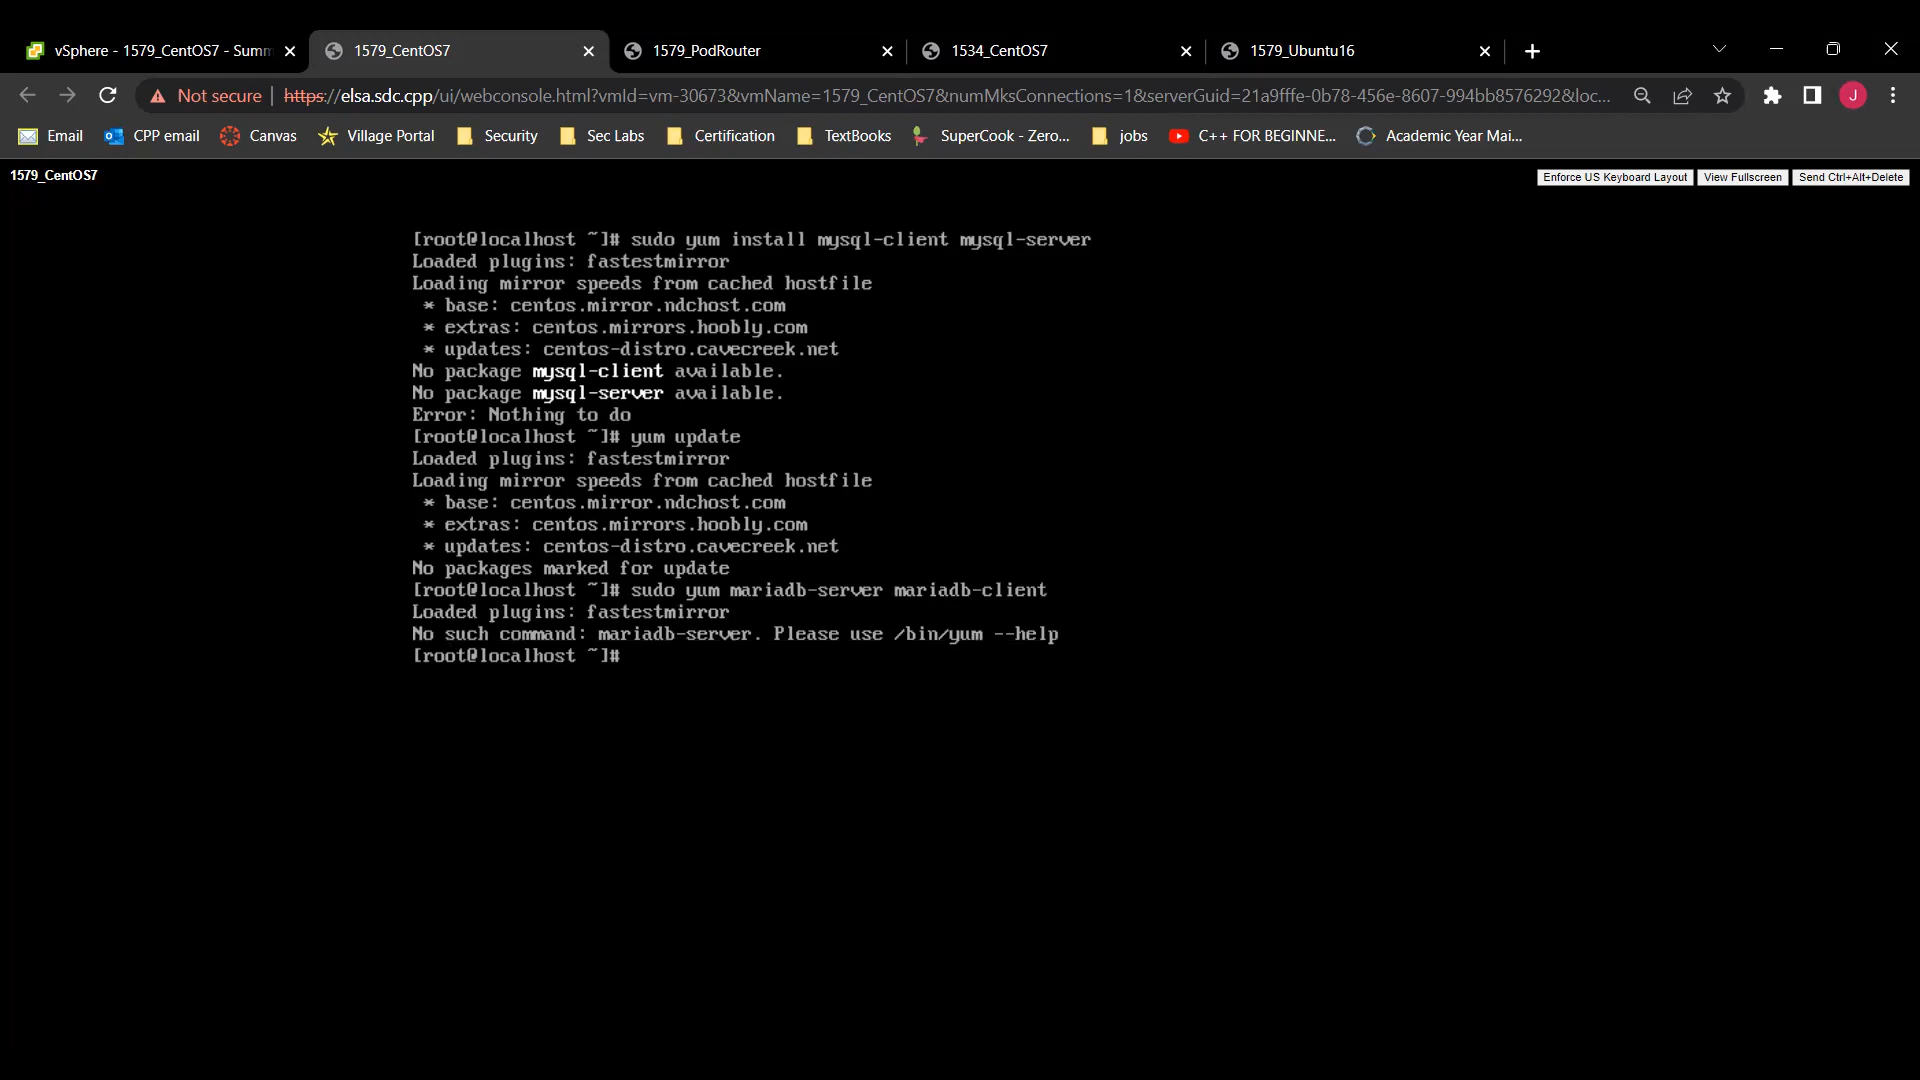 vSphere - 1579_CentOS7 - Summ
1579_CentOS7
1579_PodRouter
1534_CentOS7
1579_Ubuntu16
Not secure | https://elsa.sdc.cpp/ui/webconsole.html?vmId=vm-30673&vmName=1579_CentOS7&numMksConnections=1&serverGuid=21a9fffe-0b78-456e-8607-994bb8576292&loc...
J
Email CPP email Canvas Village Portal Security Sec Labs Certification TextBooks SuperCook - Zero... jobs C++ FOR BEGINNE... Academic Year Mai...
1579_CentOS7
Enforce US Keyboard Layout View Fullscreen Send Ctrl+Alt+Delete
[root@localhost ~]# sudo yum install mysql-client mysql-server
Loaded plugins: fastestmirror
Loading mirror speeds from cached hostfile
* base: centos.mirror.ndchost.com
* extras: centos.mirrors.hoobly.com
* updates: centos-distro.cavecreek.net
No package mysql-client available.
No package mysql-server available.
Error: Nothing to do
[root@localhost ~]# yum update
Loaded plugins: fastestmirror
Loading mirror speeds from cached hostfile
* base: centos.mirror.ndchost.com
* extras: centos.mirrors.hoobly.com
* updates: centos-distro.cavecreek.net
No packages marked for update
[root@localhost ~]# sudo yum mariadb-server mariadb-client
Loaded plugins: fastestmirror
No such command: mariadb-server. Please use /bin/yum --help
[root@localhost ~]#